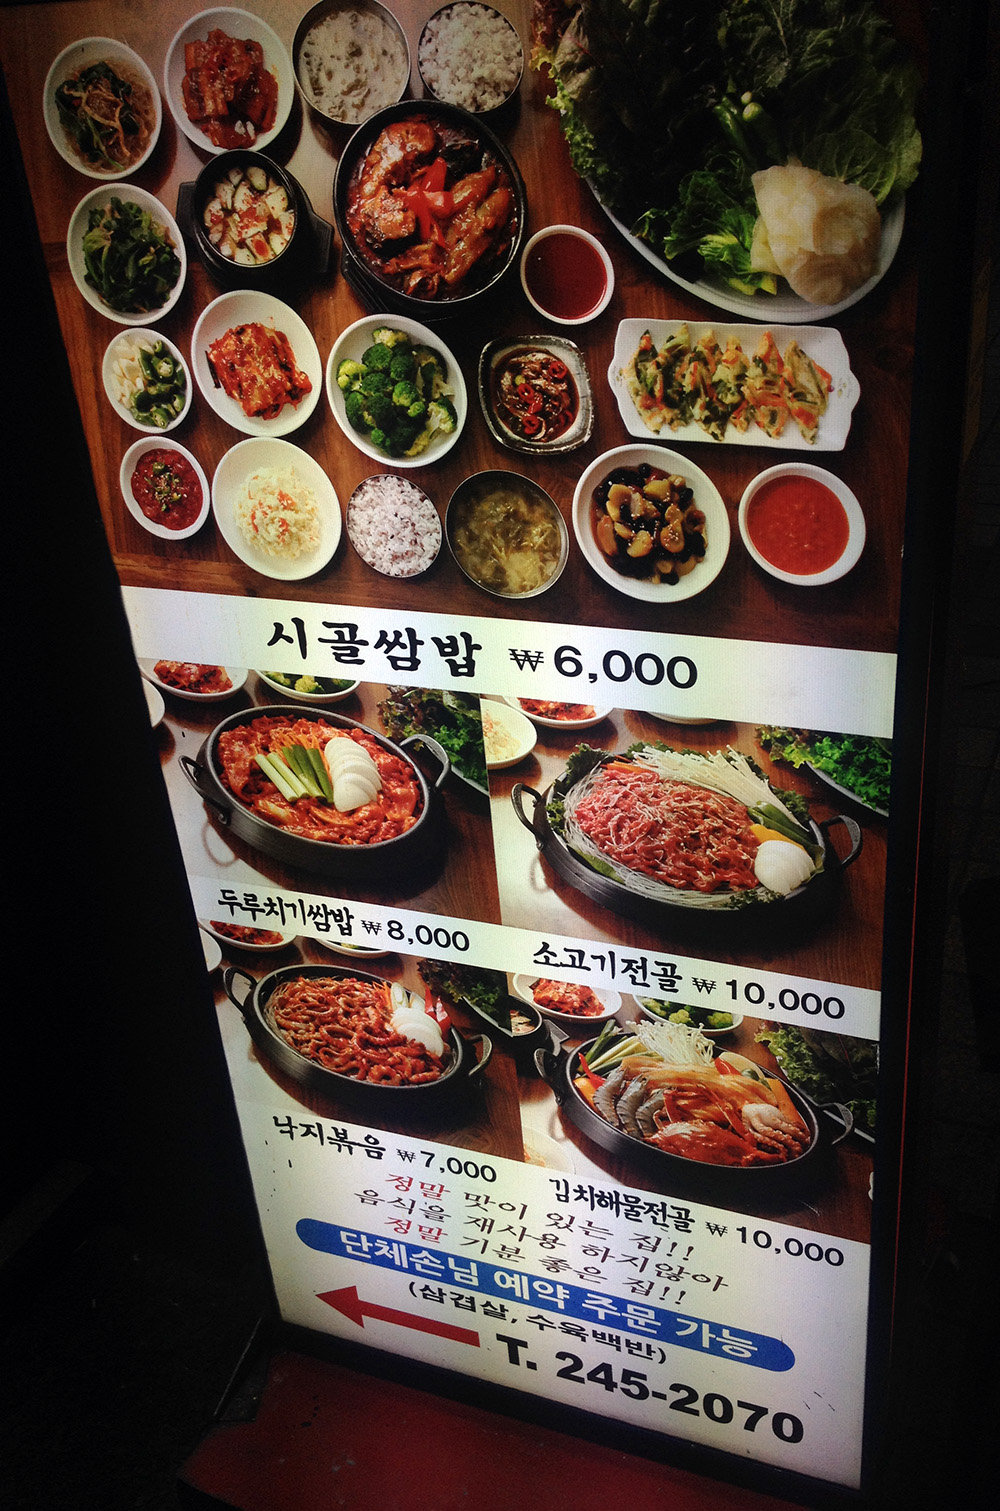 시골쌈밥 ₩6,000
두루치기쌈밥 ₩8,000
소고기전골 ₩10,000
낙지볶음 ₩7,000
김치해물전골 ₩10,000
정말 맛이 있는 집!!
음식을 재사용 하지않아
정말 기분 좋은 집!!
단체손님 예약 주문 가능
(삼겹살, 수육백반)
T. 245-2070